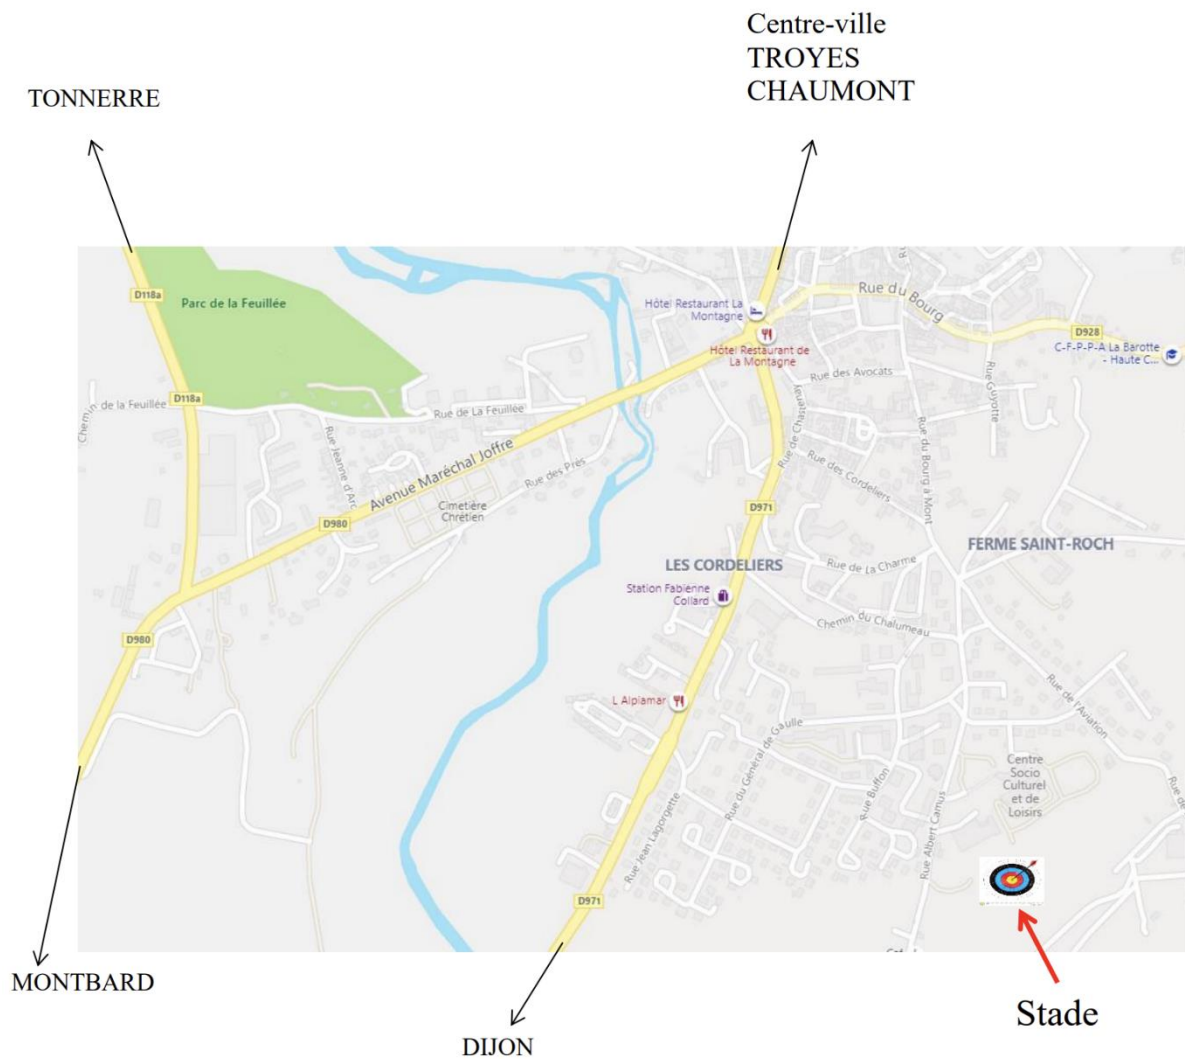 Centre-ville
TROYES
CHAUMONT
TONNERRE
D118a
Parc de la Feuillée
Hôtel Restaurant La
Montagne
Rue du Bourg
D928
Hôtel Restaurant de
La Montagne
C-F-P-P-A La Barotte
- Haute C...
Chemin de la Feuillée
D118a
Rue de La Feuillée
Rue des Avocats
Rue Guyotte
Rue Jeanne d'Arc
Avenue Maréchal Joffre
Rue de Chastenay
Rue du Bourg à Mont
Rue des Prés
Rue des Cordeliers
Cimetière
Chrétien
D980
D971
FERME SAINT-ROCH
LES CORDELIERS
Rue de La Charme
Station Fabienne
Collard
Chemin du Chalumeau
D980
L Alpiamar
Rue de l'Aviation
Rue du Général de Gaulle
Centre
Socio
Culturel
et de
Loisirs
Rue de
Rue Buffon
Rue Jean Lagorgette
Rue Albert Camus
D971
MONTBARD
Stade
DIJON